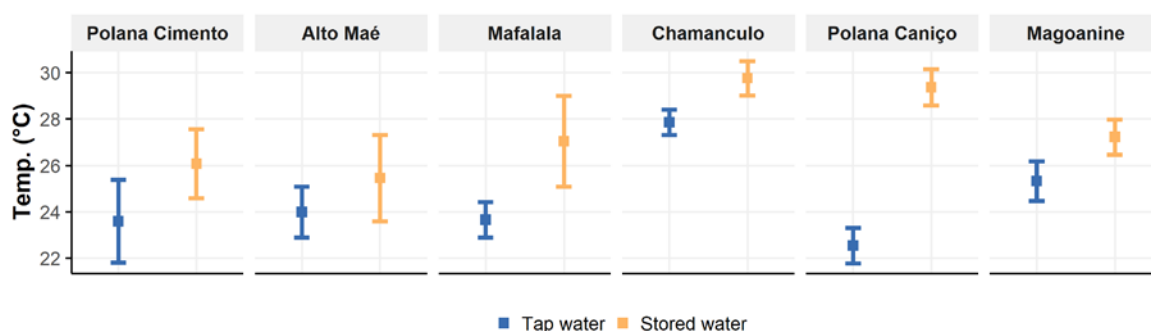 Polana Cimento Alto Maé Mafalala Chamanculo Polana Caniço Magoanine
Temp. (°C)
30
28
26
24
22
Tap water Stored water